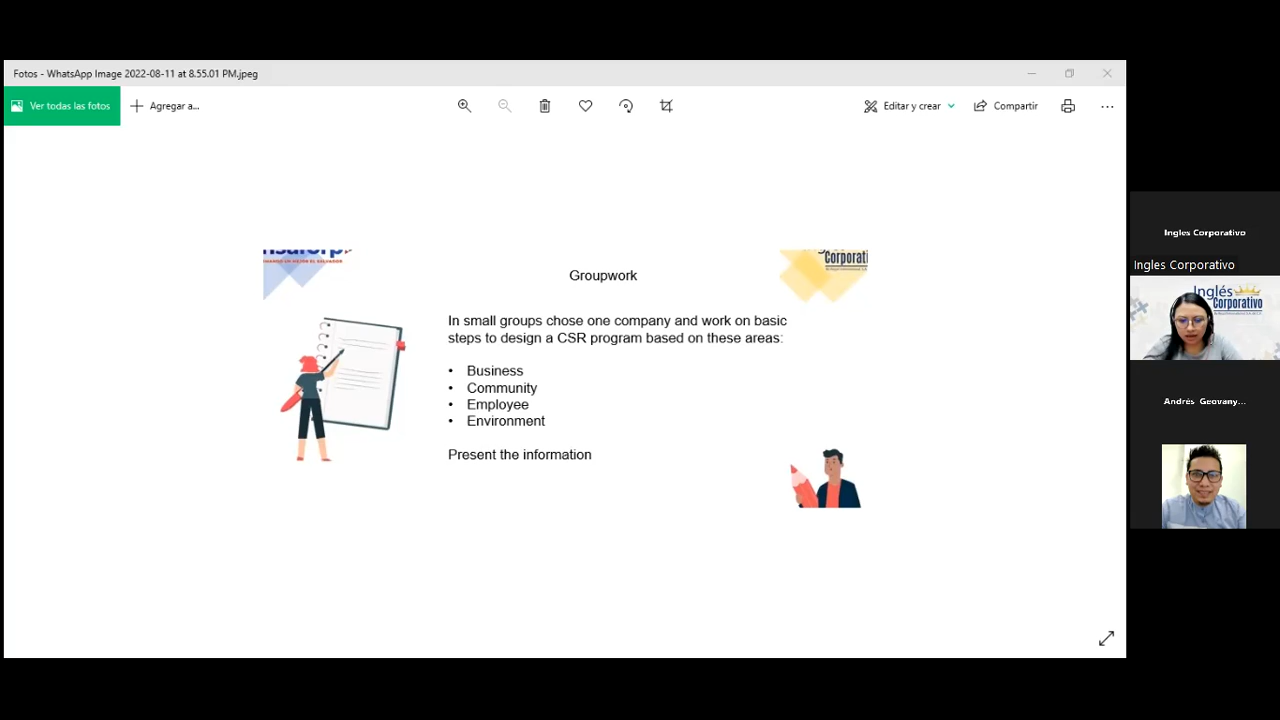 Fotos - WhatsApp Image 2022-08-11 at 8.55.01 PM.jpeg
Ver todas las fotos
Agregar a...
Editar y crear
Compartir
Corporativo
Groupwork
In small groups chose one company and work on basic
steps to design a CSR program based on these areas:
• Business
• Community
• Employee
• Environment
Present the information
Ingles Corporativo
Ingles Corporativo
Inglés
Corporativo
Andrés Geovany...